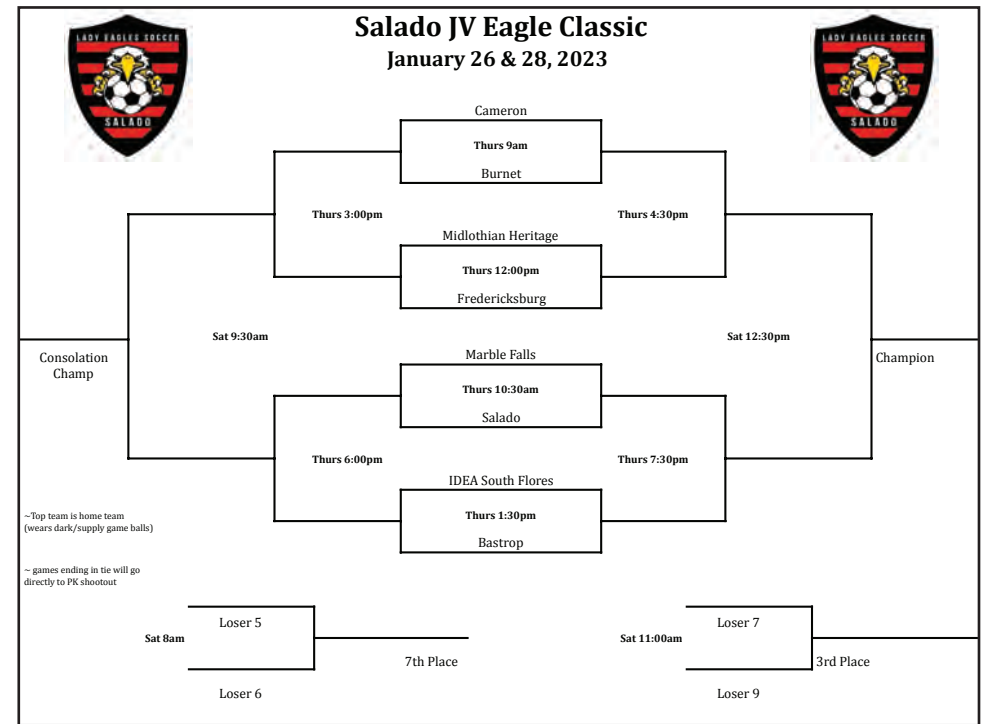 Salado JV Eagle Classic
January 26 & 28, 2023
LADY EAGLES SOCCER
SALADO
LADY EAGLES SOCCER
SALADO
Cameron
Thurs 9am
Burnet
Thurs 3:00pm
Thurs 4:30pm
Midlothian Heritage
Thurs 12:00pm
Fredericksburg
Sat 9:30am
Sat 12:30pm
Consolation
Champ
Champion
Marble Falls
Thurs 10:30am
Salado
Thurs 6:00pm
Thurs 7:30pm
IDEA South Flores
Thurs 1:30pm
Bastrop
~Top team is home team
(wears dark/supply game balls)
~ games ending in tie will go
directly to PK shootout
Loser 5
Sat 8am
7th Place
Loser 6
Loser 7
Sat 11:00am
3rd Place
Loser 9